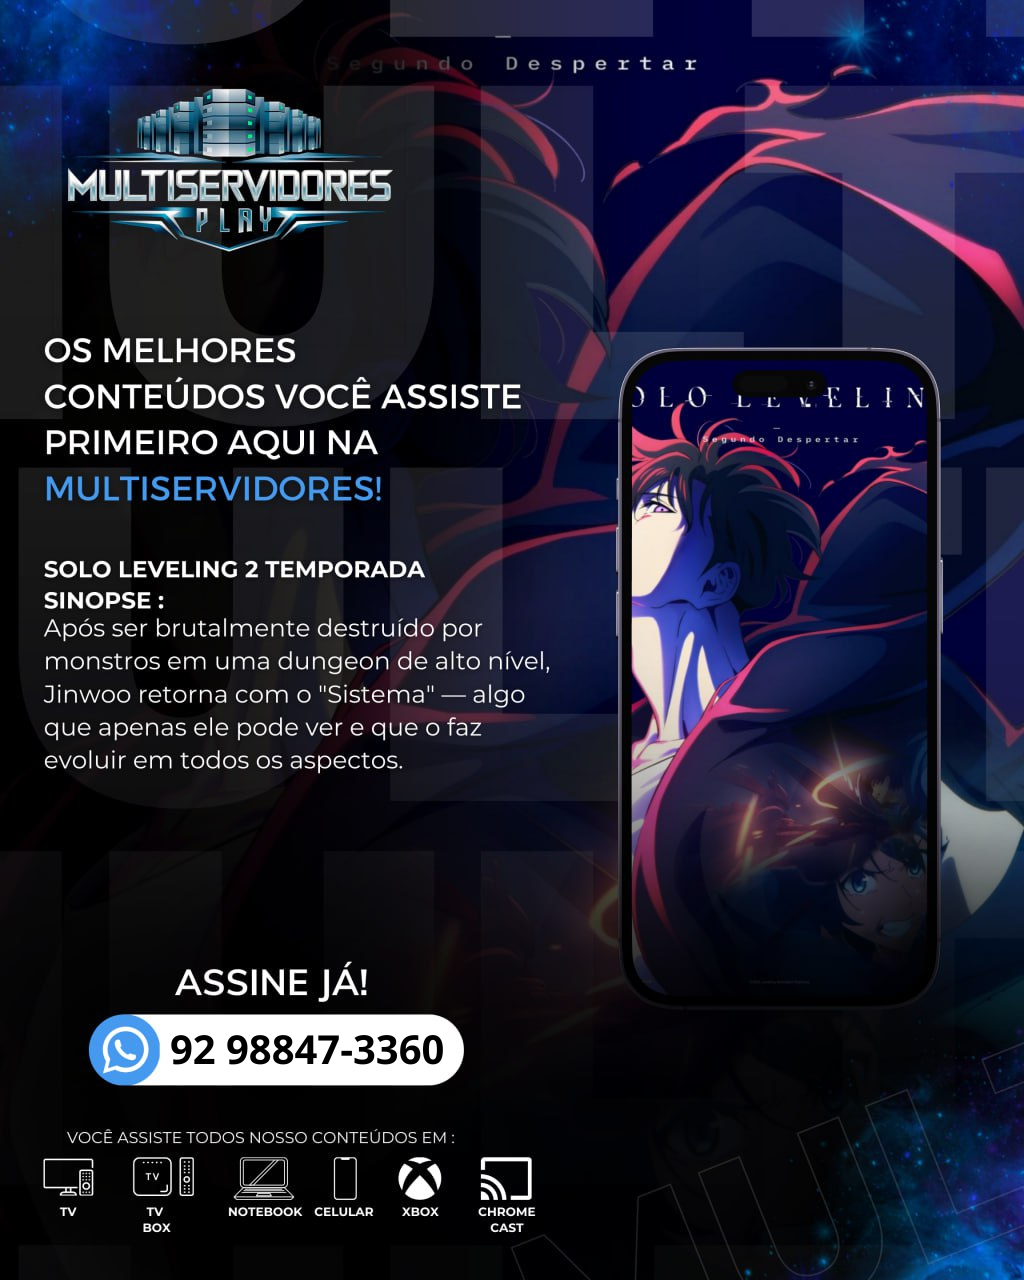 Segundo Despertar
MULTISERVIDORES
PLAY
OS MELHORES
CONTEÚDOS VOCÊ ASSISTE
PRIMEIRO AQUI NA
MULTISERVIDORES!
SOLO LEVELING 2 TEMPORADA
SINOPSE :
Após ser brutalmente destruído por
monstros em uma dungeon de alto nível,
Jinwoo retorna com o "Sistema" — algo
que apenas ele pode ver e que o faz
evoluir em todos os aspectos.
OLO LEVELIN
Segundo Despertar
ASSINE JÁ!
92 98847-3360
VOCÊ ASSISTE TODOS NOSSO CONTEÚDOS EM :
TV
TV
BOX
NOTEBOOK
CELULAR
XBOX
CHROME
CAST
TV
MULT